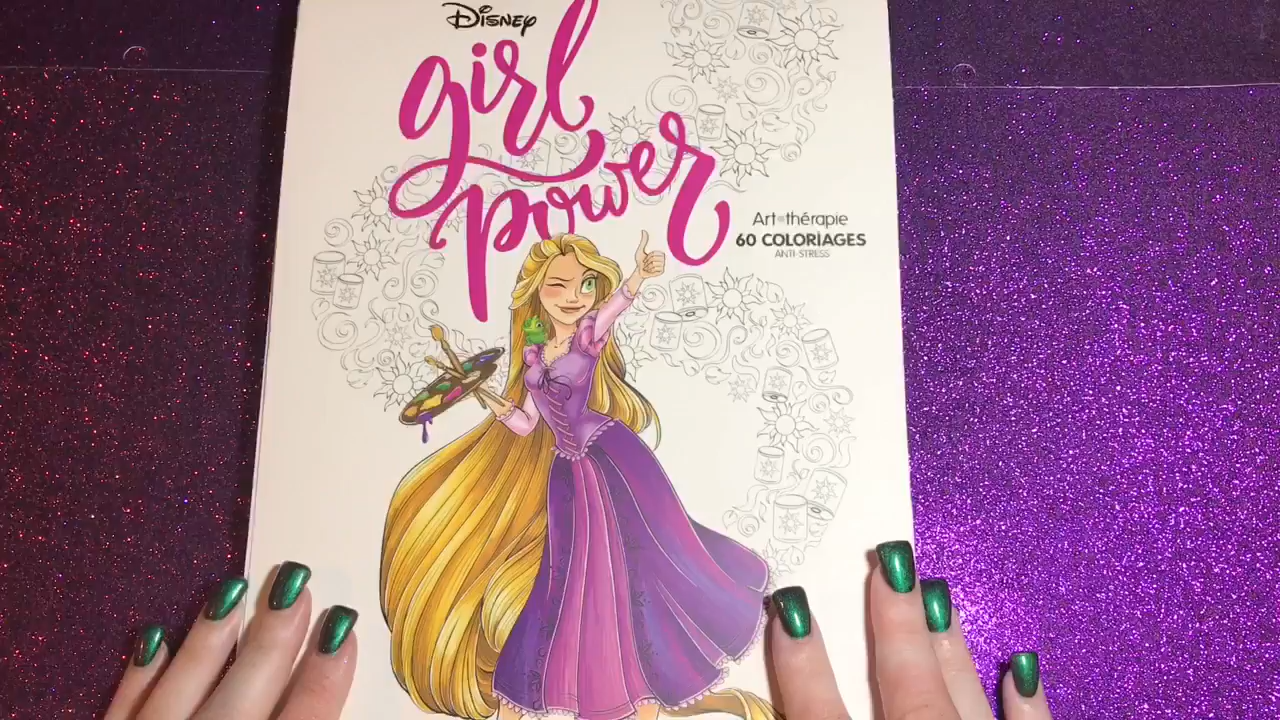 Disney
girl
power
Art-thérapie
60 COLORIAGES
ANTI-STRESS